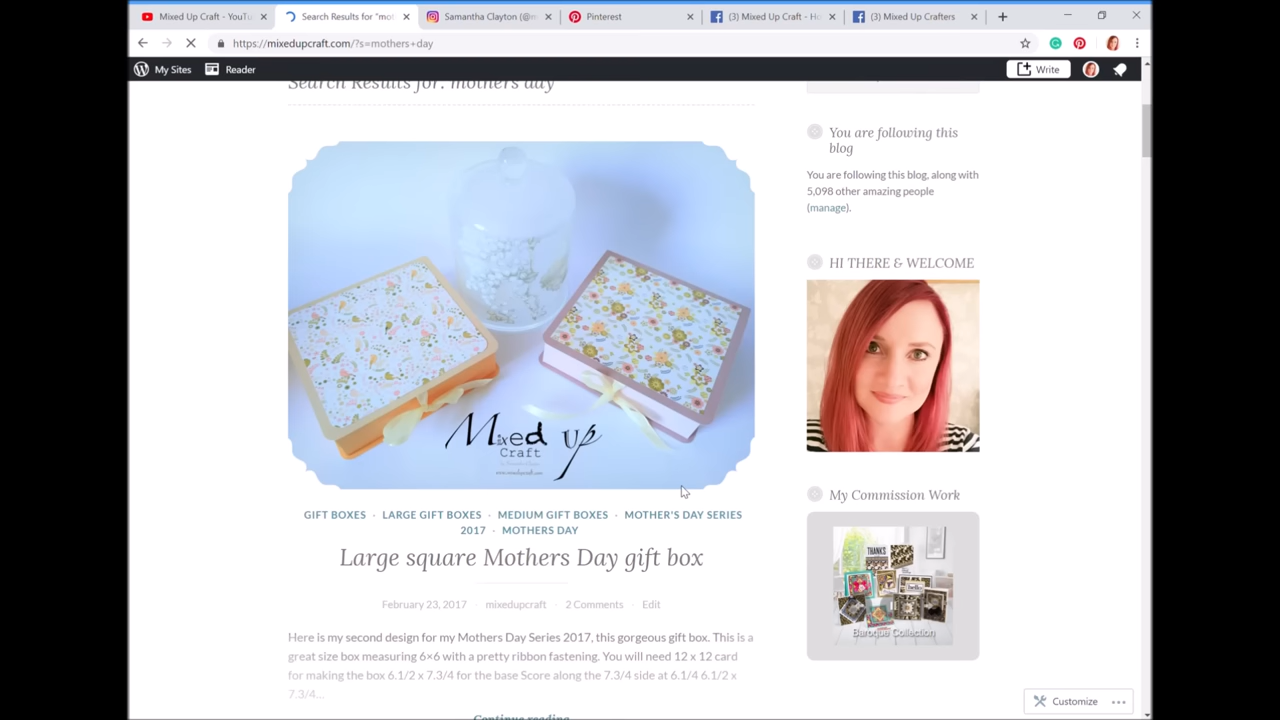 Mixed Up Craft - YouTu
Search Results for "mot
Samantha Clayton (@n
Pinterest
(3) Mixed Up Craft - Ho
(3) Mixed Up Crafters
https://mixedupcraft.com/?s=mothers+day
My Sites
Reader
Write
Search Results for: mothers day
Mixed up
Craft
www.mixedupcraft.com
GIFT BOXES · LARGE GIFT BOXES · MEDIUM GIFT BOXES · MOTHER'S DAY SERIES
2017 · MOTHERS DAY
Large square Mothers Day gift box
February 23, 2017 · mixedupcraft · 2 Comments · Edit
Here is my second design for my Mothers Day Series 2017, this gorgeous gift box. This is a
great size box measuring 6×6 with a pretty ribbon fastening. You will need 12 x 12 card
for making the box 6.1/2 x 7.3/4 for the base Score along the 7.3/4 side at 6.1/4 6.1/2 x
7.3/4…
Continue reading
You are following this
blog
You are following this blog, along with
5,098 other amazing people
(manage).
HI THERE & WELCOME
My Commission Work
THANKS
Baroque Collection
Customize